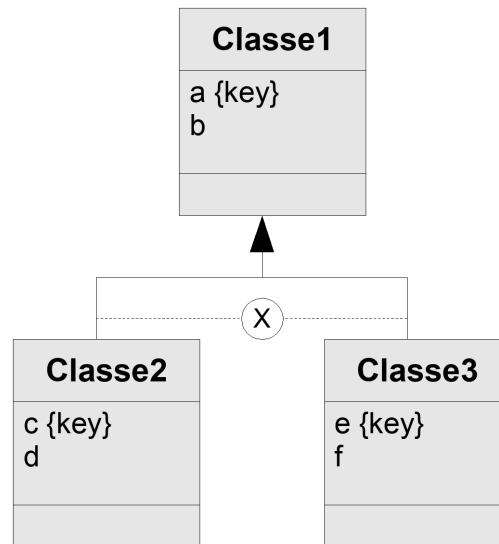 Classe1
a {key}
b
X
Classe2
c {key}
d
Classe3
e {key}
f